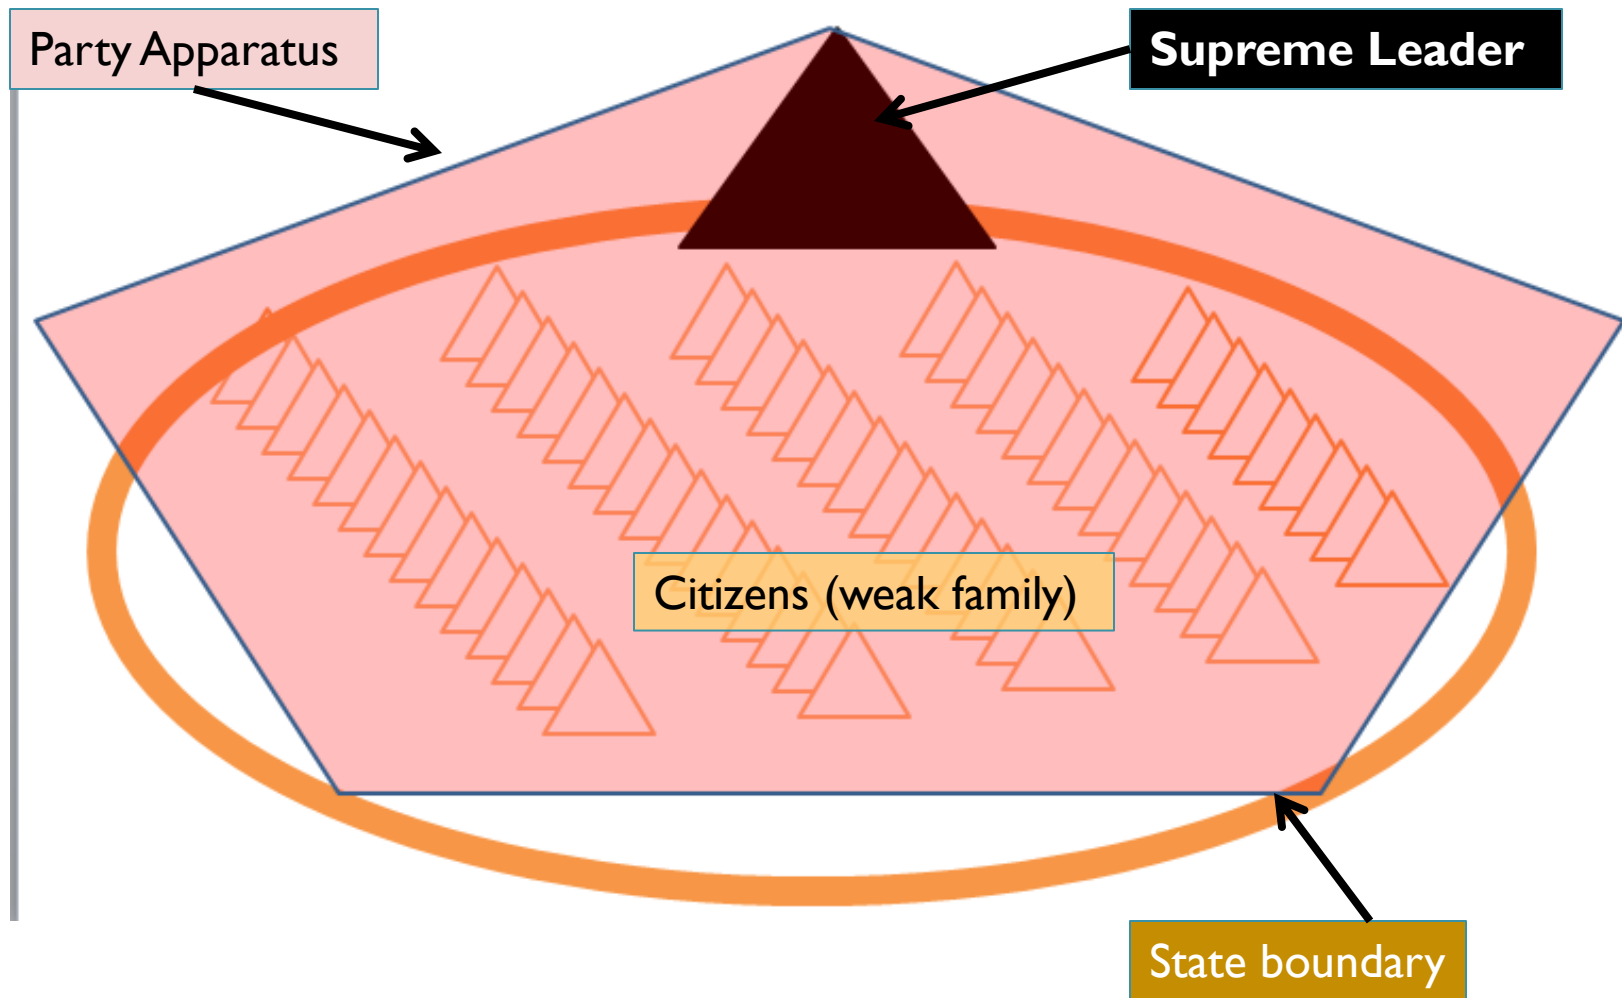 Party Apparatus
Supreme Leader
Citizens (weak family)
State boundary